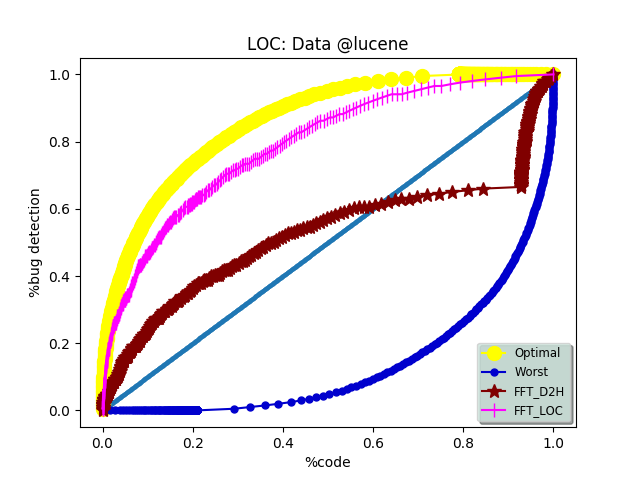 LOC: Data @lucene
%bug detection
1.0
0.8
0.6
0.4
0.2
0.0
Optimal
Worst
FFT_D2H
FFT_LOC
0.0 0.2 0.4 0.6 0.8 1.0
%code